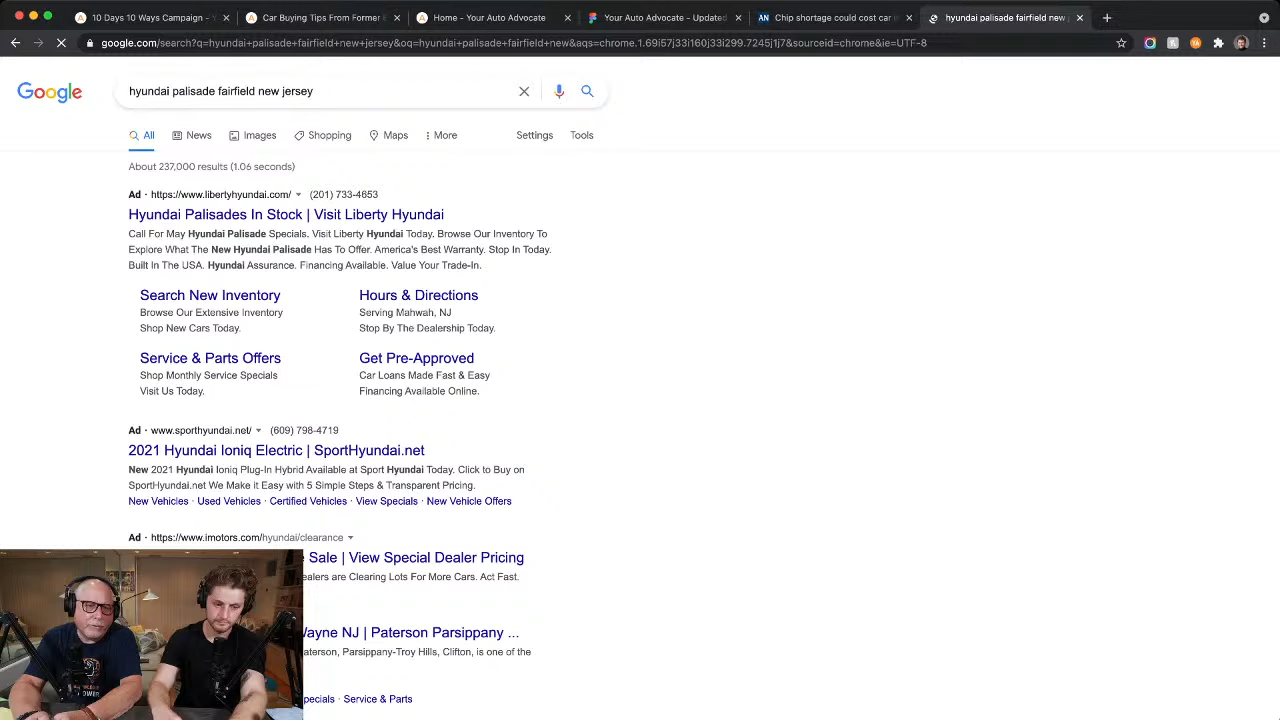 10 Days 10 Ways Campaign - Y
Car Buying Tips From Former E
Home - Your Auto Advocate
Your Auto Advocate - Updated
AN Chip shortage could cost car c
hyundai palisade fairfield new j
google.com/search?q=hyundai+palisade+fairfield+new+jersey&oq=hyundai+palisade+fairfield+new&aqs=chrome.1.69i57j33i160j33i299.7245j1j7&sourceid=chrome&ie=UTF-8
Google
hyundai palisade fairfield new jersey
All News Images Shopping Maps More Settings Tools
About 237,000 results (1.06 seconds)
Ad · https://www.libertyhyundai.com/ (201) 733-4653
Hyundai Palisades In Stock | Visit Liberty Hyundai
Call For May Hyundai Palisade Specials. Visit Liberty Hyundai Today. Browse Our Inventory To
Explore What The New Hyundai Palisade Has To Offer. America's Best Warranty. Stop In Today.
Built In The USA. Hyundai Assurance. Financing Available. Value Your Trade-In.
Search New Inventory
Browse Our Extensive Inventory
Shop New Cars Today.
Hours & Directions
Serving Mahwah, NJ
Stop By The Dealership Today.
Service & Parts Offers
Shop Monthly Service Specials
Visit Us Today.
Get Pre-Approved
Car Loans Made Fast & Easy
Financing Available Online.
Ad · www.sporthyundai.net/ (609) 798-4719
2021 Hyundai Ioniq Electric | SportHyundai.net
New 2021 Hyundai Ioniq Plug-In Hybrid Available at Sport Hyundai Today. Click to Buy on
SportHyundai.net We Make it Easy with 5 Simple Steps & Transparent Pricing.
New Vehicles · Used Vehicles · Certified Vehicles · View Specials · New Vehicle Offers
Ad · https://www.imotors.com/hyundai/clearance
Sale | View Special Dealer Pricing
ealers are Clearing Lots For More Cars. Act Fast.
Wayne NJ | Paterson Parsippany ...
aterson, Parsippany-Troy Hills, Clifton, is one of the
pecials · Service & Parts